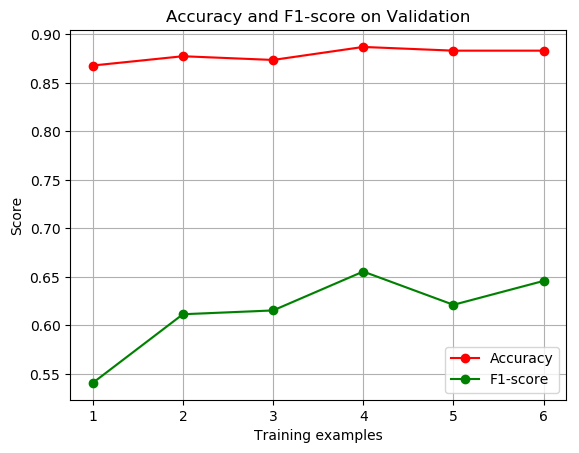 Accuracy and F1-score on Validation
0.90
0.85
0.80
0.75
0.70
0.65
0.60
0.55
Score
Accuracy
F1-score
1 2 3 4 5 6
Training examples